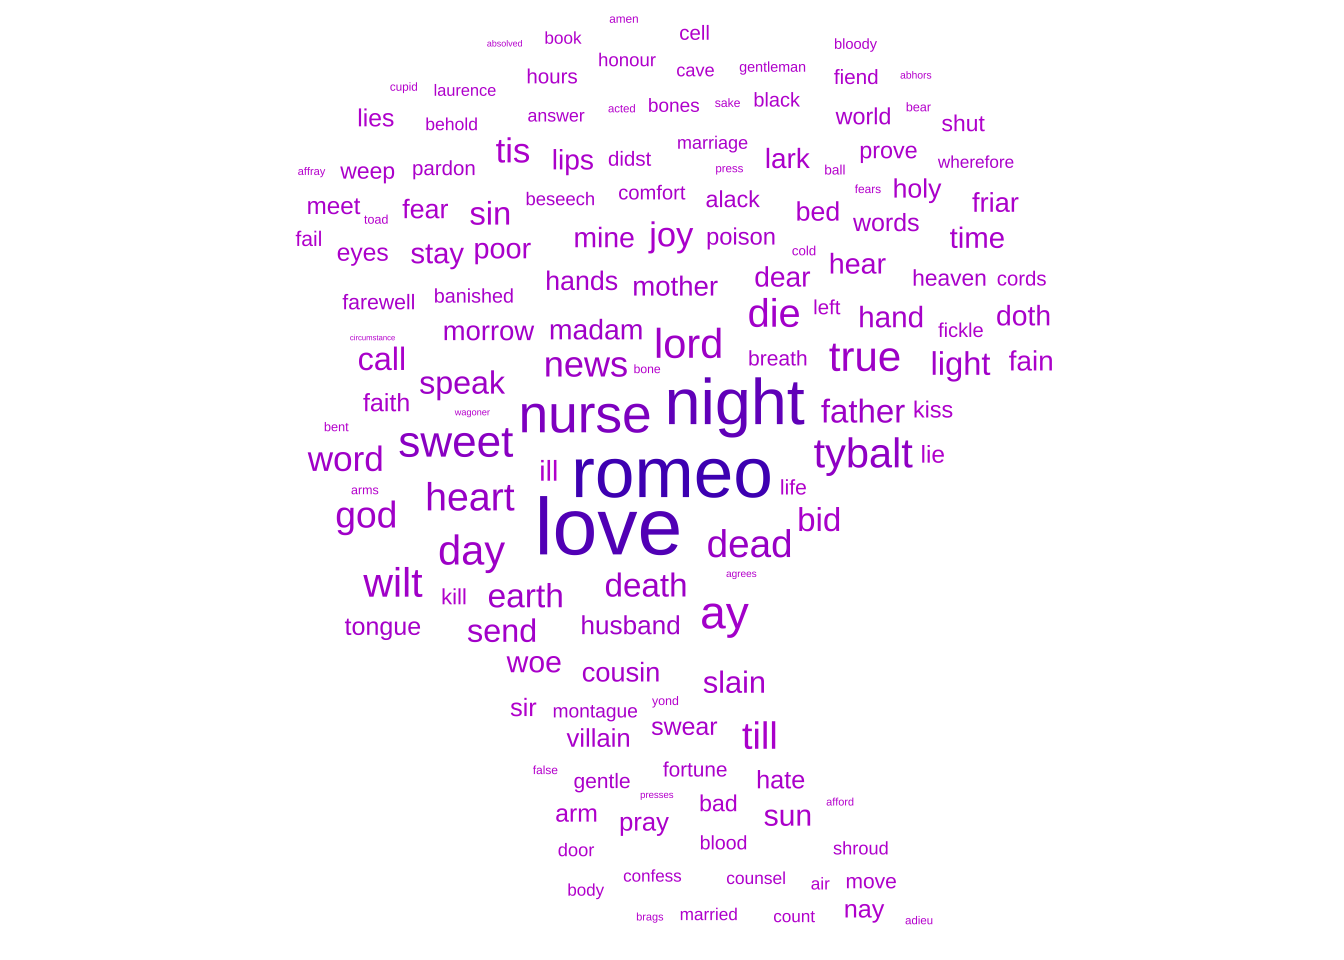 amen
absolved book cell bloody
honour
hours cave gentleman fiend abhors
cupid laurence
lies behold answer acted bones sake black world bear shut
tis lips didst marriage lark prove wherefore
affray weep pardon press ball
meet toad fear sin beseech comfort alack bed fears holy words friar
fail eyes stay poor mine joy poison cold hear time
farewell banished hands mother dear heaven cords
morrow madam lord die left hand fickle doth
circumstance call news bone breath true light fain
faith speak wagoner nurse night father kiss
bent word sweet ill romeo tybalt lie
arms god heart love life bid
day dead
wilt kill earth death agrees ay
tongue send husband
woe cousin slain
sir montague yond
villain swear till
false gentle fortune hate
arm pray presses bad sun afford
door blood shroud
body confess counsel air move
brags married count nay adieu